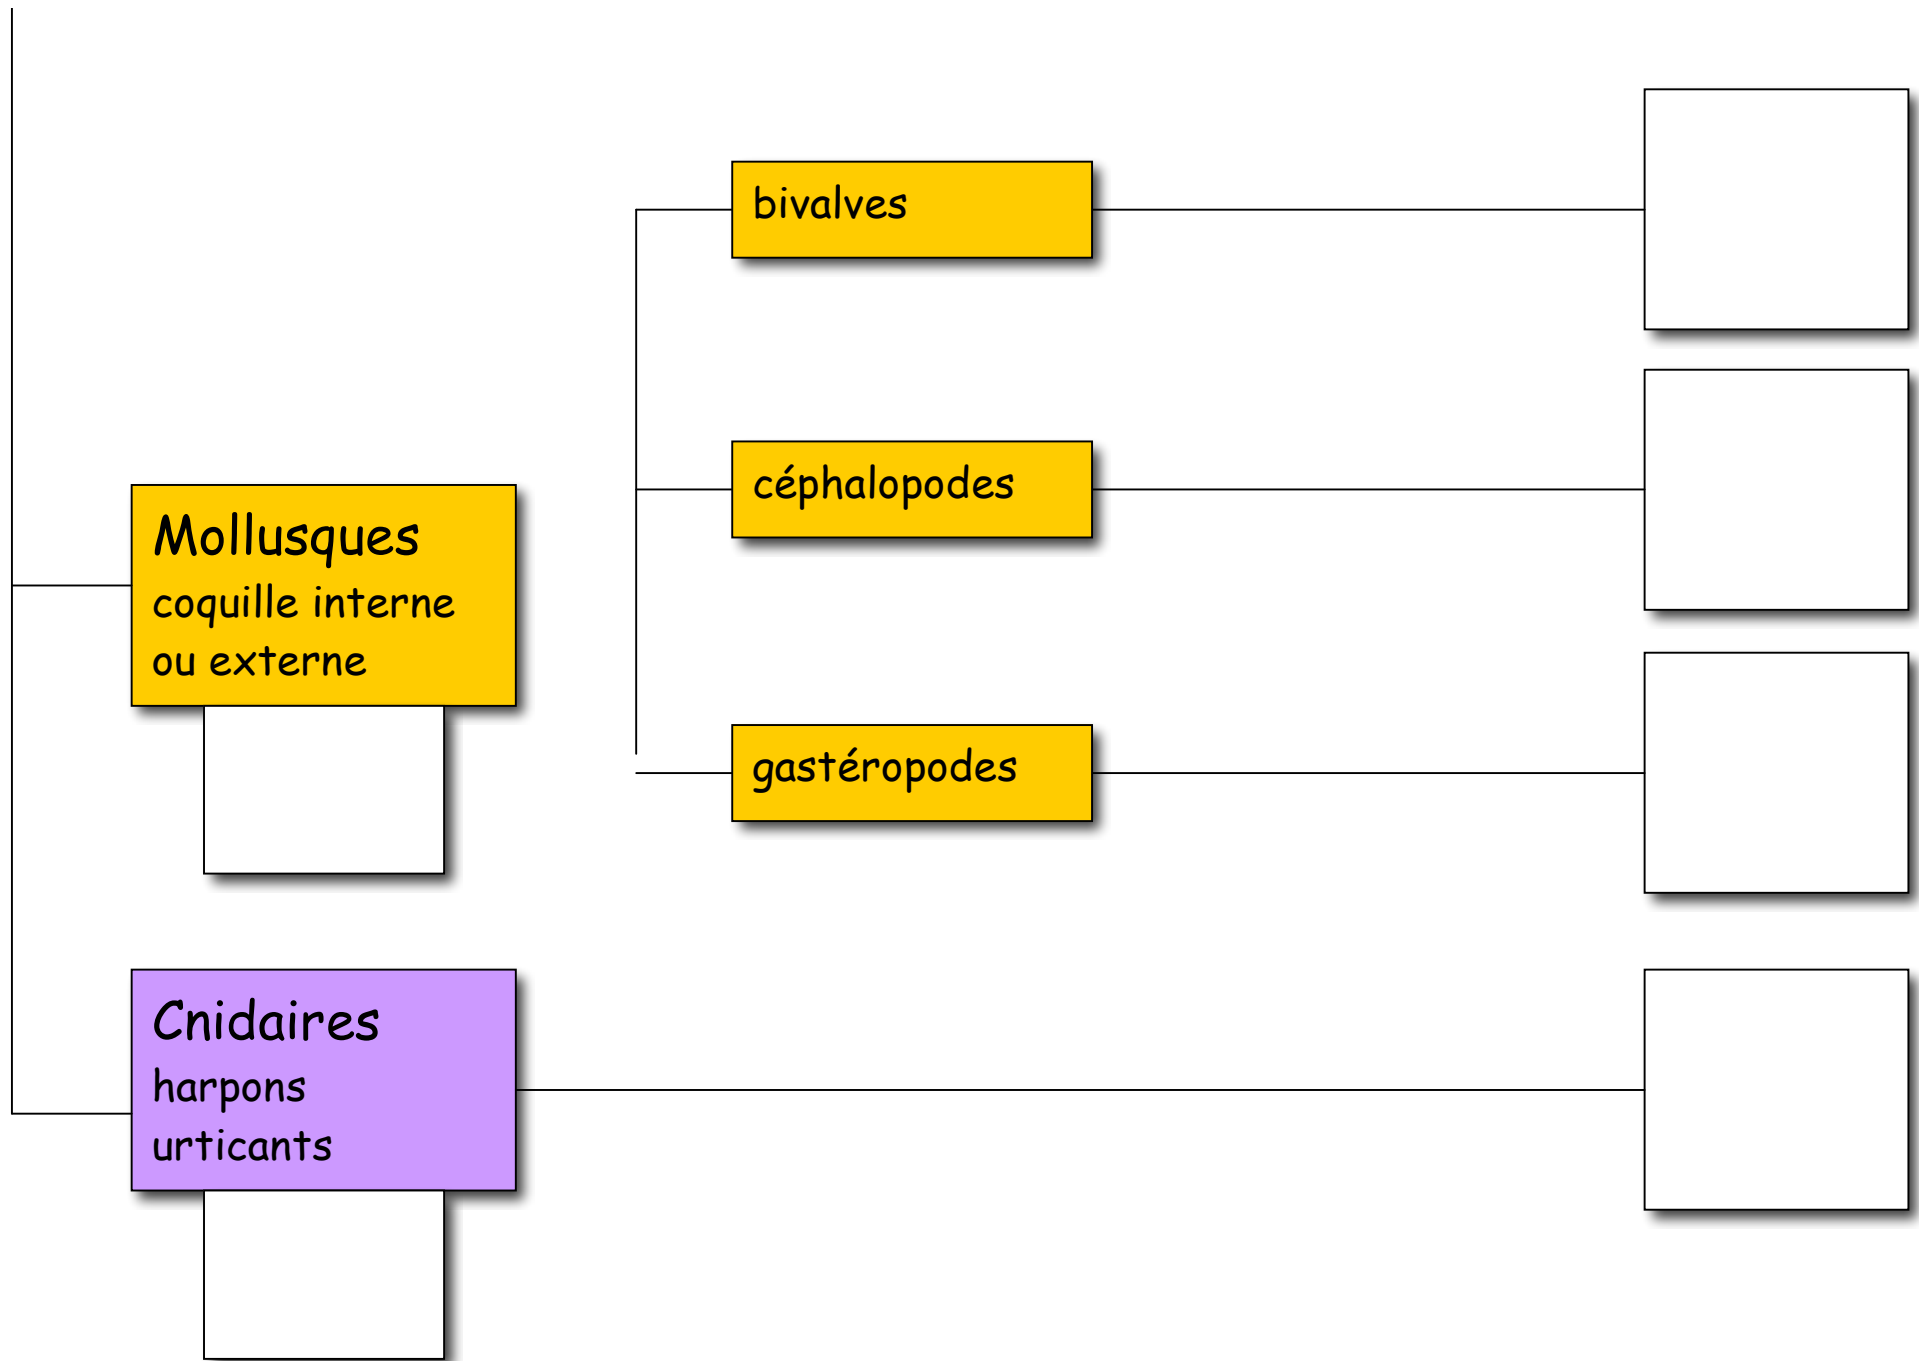 bivalves
céphalopodes
Mollusques
coquille interne
ou externe
gastéropodes
Cnidaires
harpons
urticants